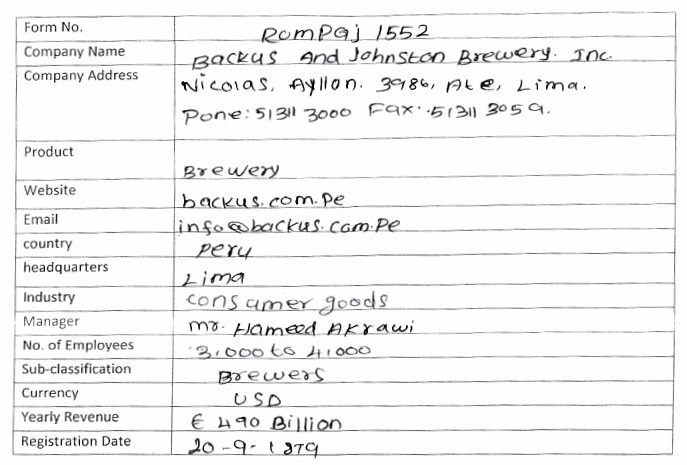 Form No. RomPaj 1552
Company Name Backus And Johnston Brewery. Inc.
Company Address Nicolas, Ayllon. 3986, Ate, Lima.
Pone: 51311 3000 Fax: 51311 3059.
Product Brewery
Website backus.com.Pe
Email info@backus.com.Pe
country Peru
headquarters Lima
Industry consumer goods
Manager mr. Hameed Akrawi
No. of Employees 3,000 to 4,000
Sub-classification Brewers
Currency USD
Yearly Revenue € 490 Billion
Registration Date 20-9-1879